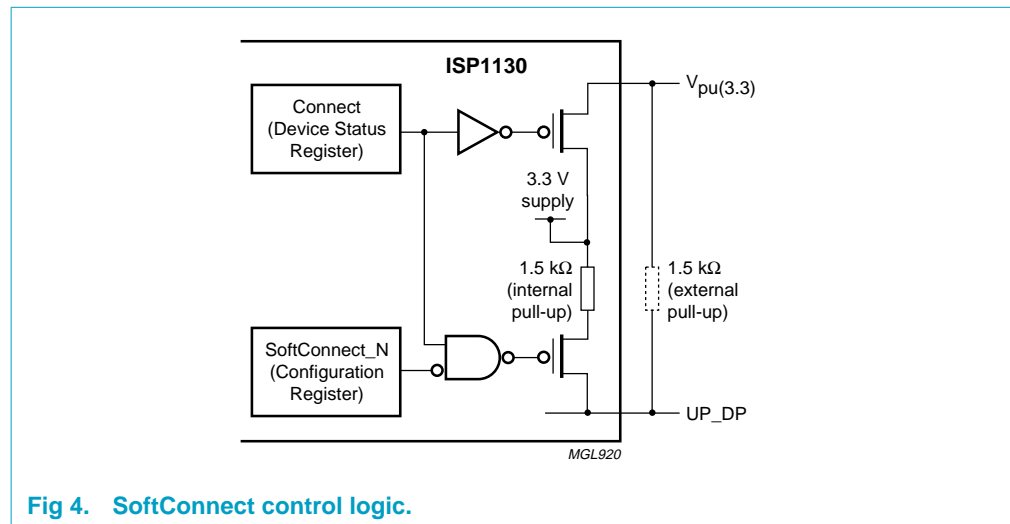 ISP1130
Connect
(Device Status
Register)
V_pu(3.3)
3.3 V
supply
1.5 kΩ
(internal
pull-up)
1.5 kΩ
(external
pull-up)
SoftConnect_N
(Configuration
Register)
UP_DP
MGL920
Fig 4. SoftConnect control logic.